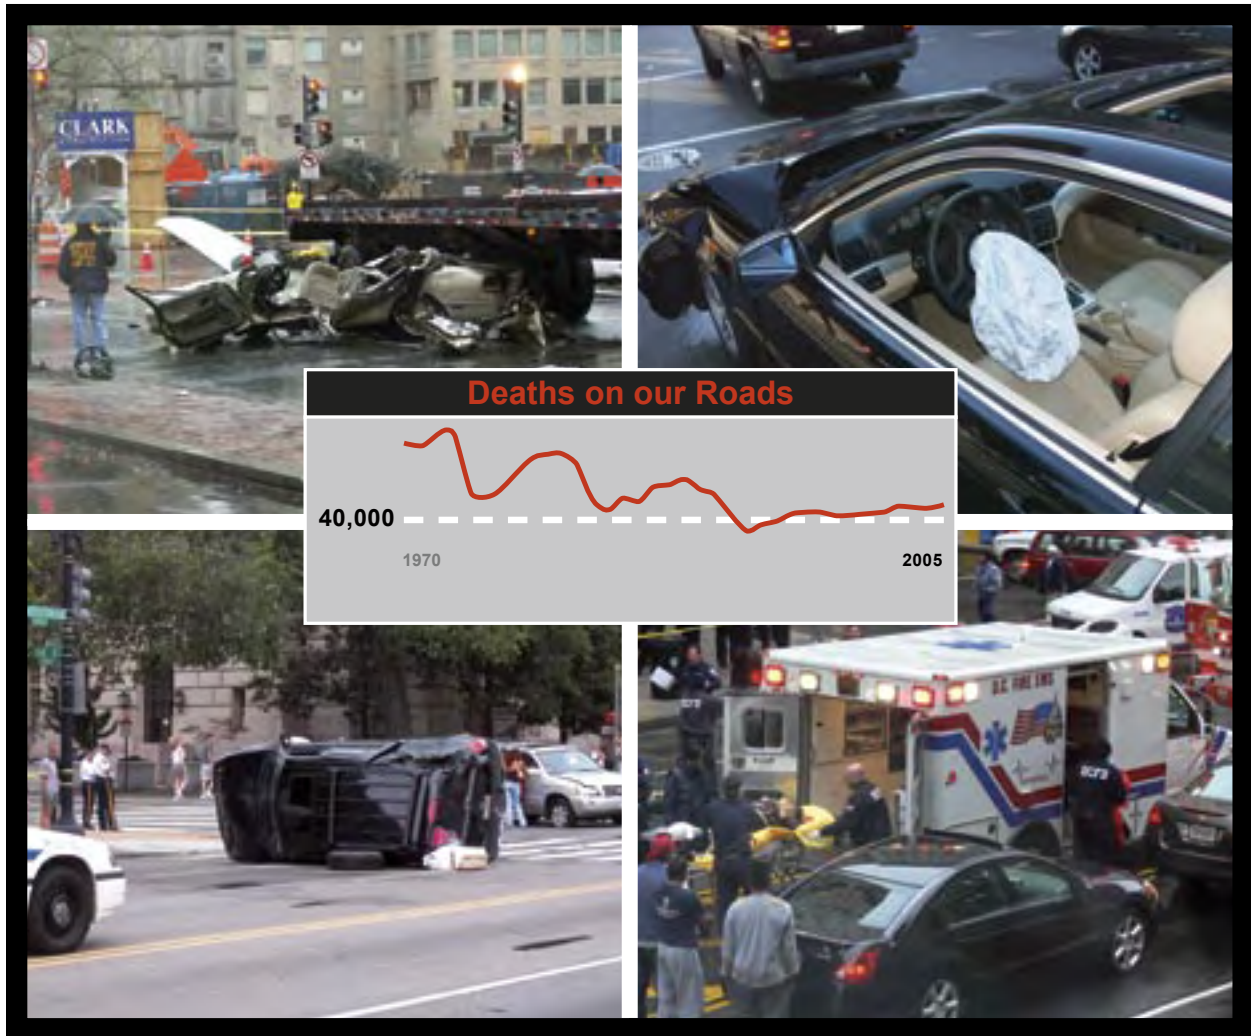 CLARK
Deaths on our Roads
40,000
1970
2005
D.C. FIRE EMS